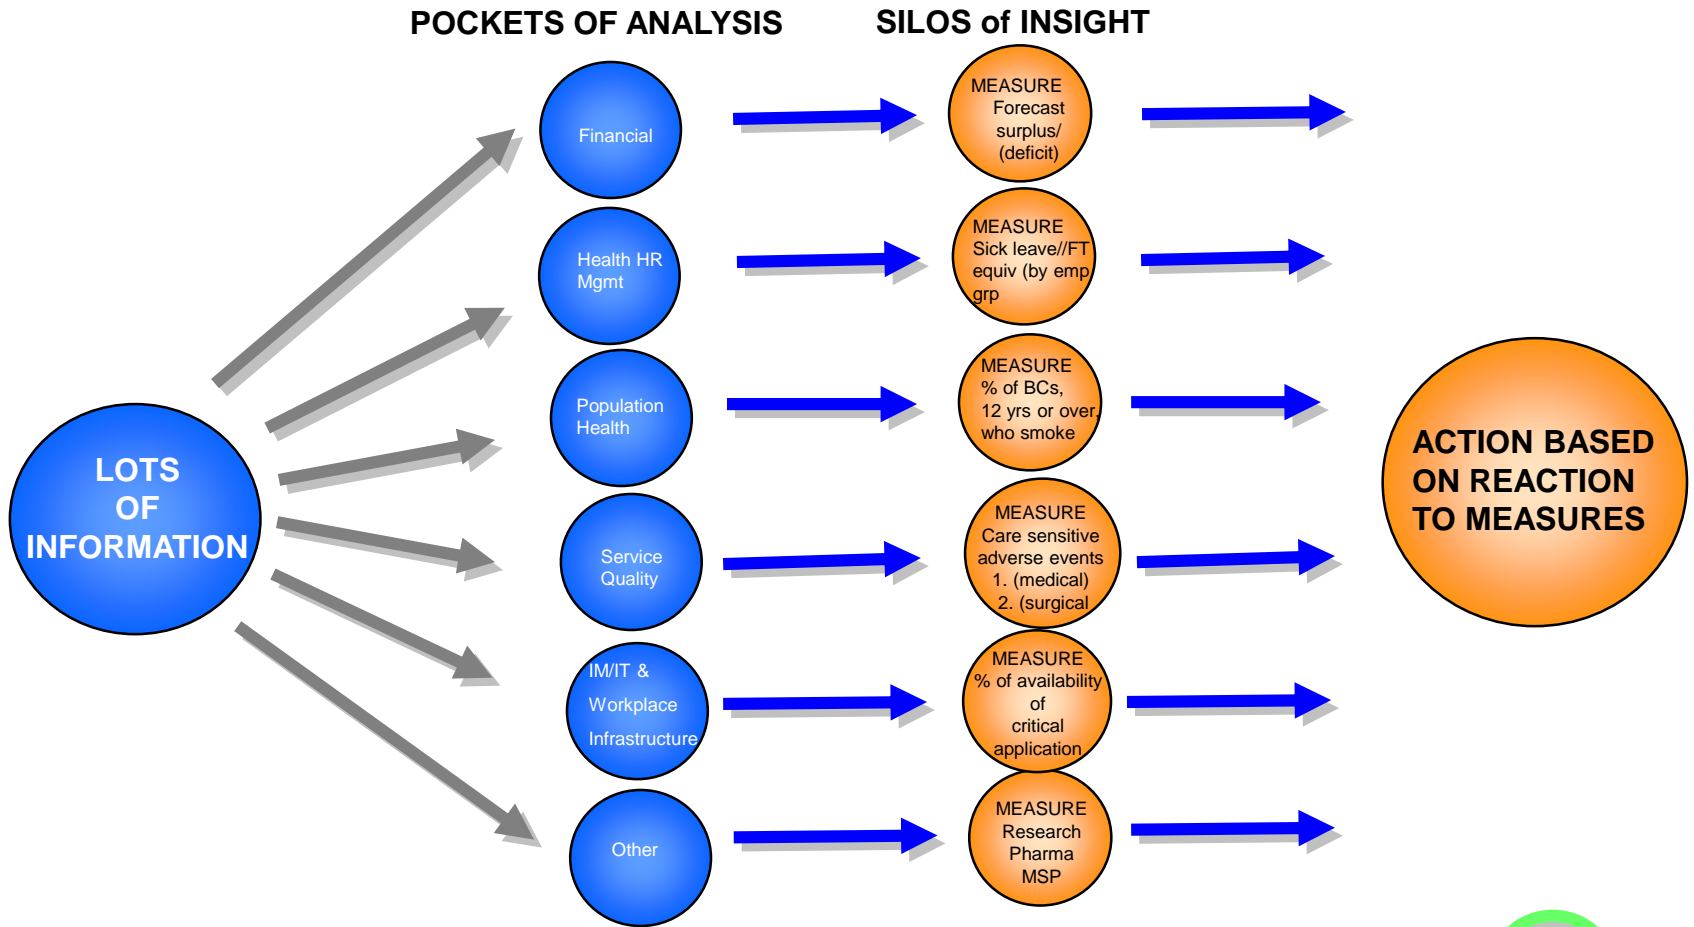 POCKETS OF ANALYSIS
SILOS of INSIGHT
Financial
MEASURE
Forecast
surplus/
(deficit)
Health HR
Mgmt
MEASURE
Sick leave//FT
equiv (by emp
grp
Population
Health
MEASURE
% of BCs,
12 yrs or over,
who smoke
LOTS
OF
INFORMATION
ACTION BASED
ON REACTION
TO MEASURES
Service
Quality
MEASURE
Care sensitive
adverse events
1. (medical)
2. (surgical
IM/IT &
Workplace
Infrastructure
MEASURE
% of availability
of
critical
application
Other
MEASURE
Research
Pharma
MSP